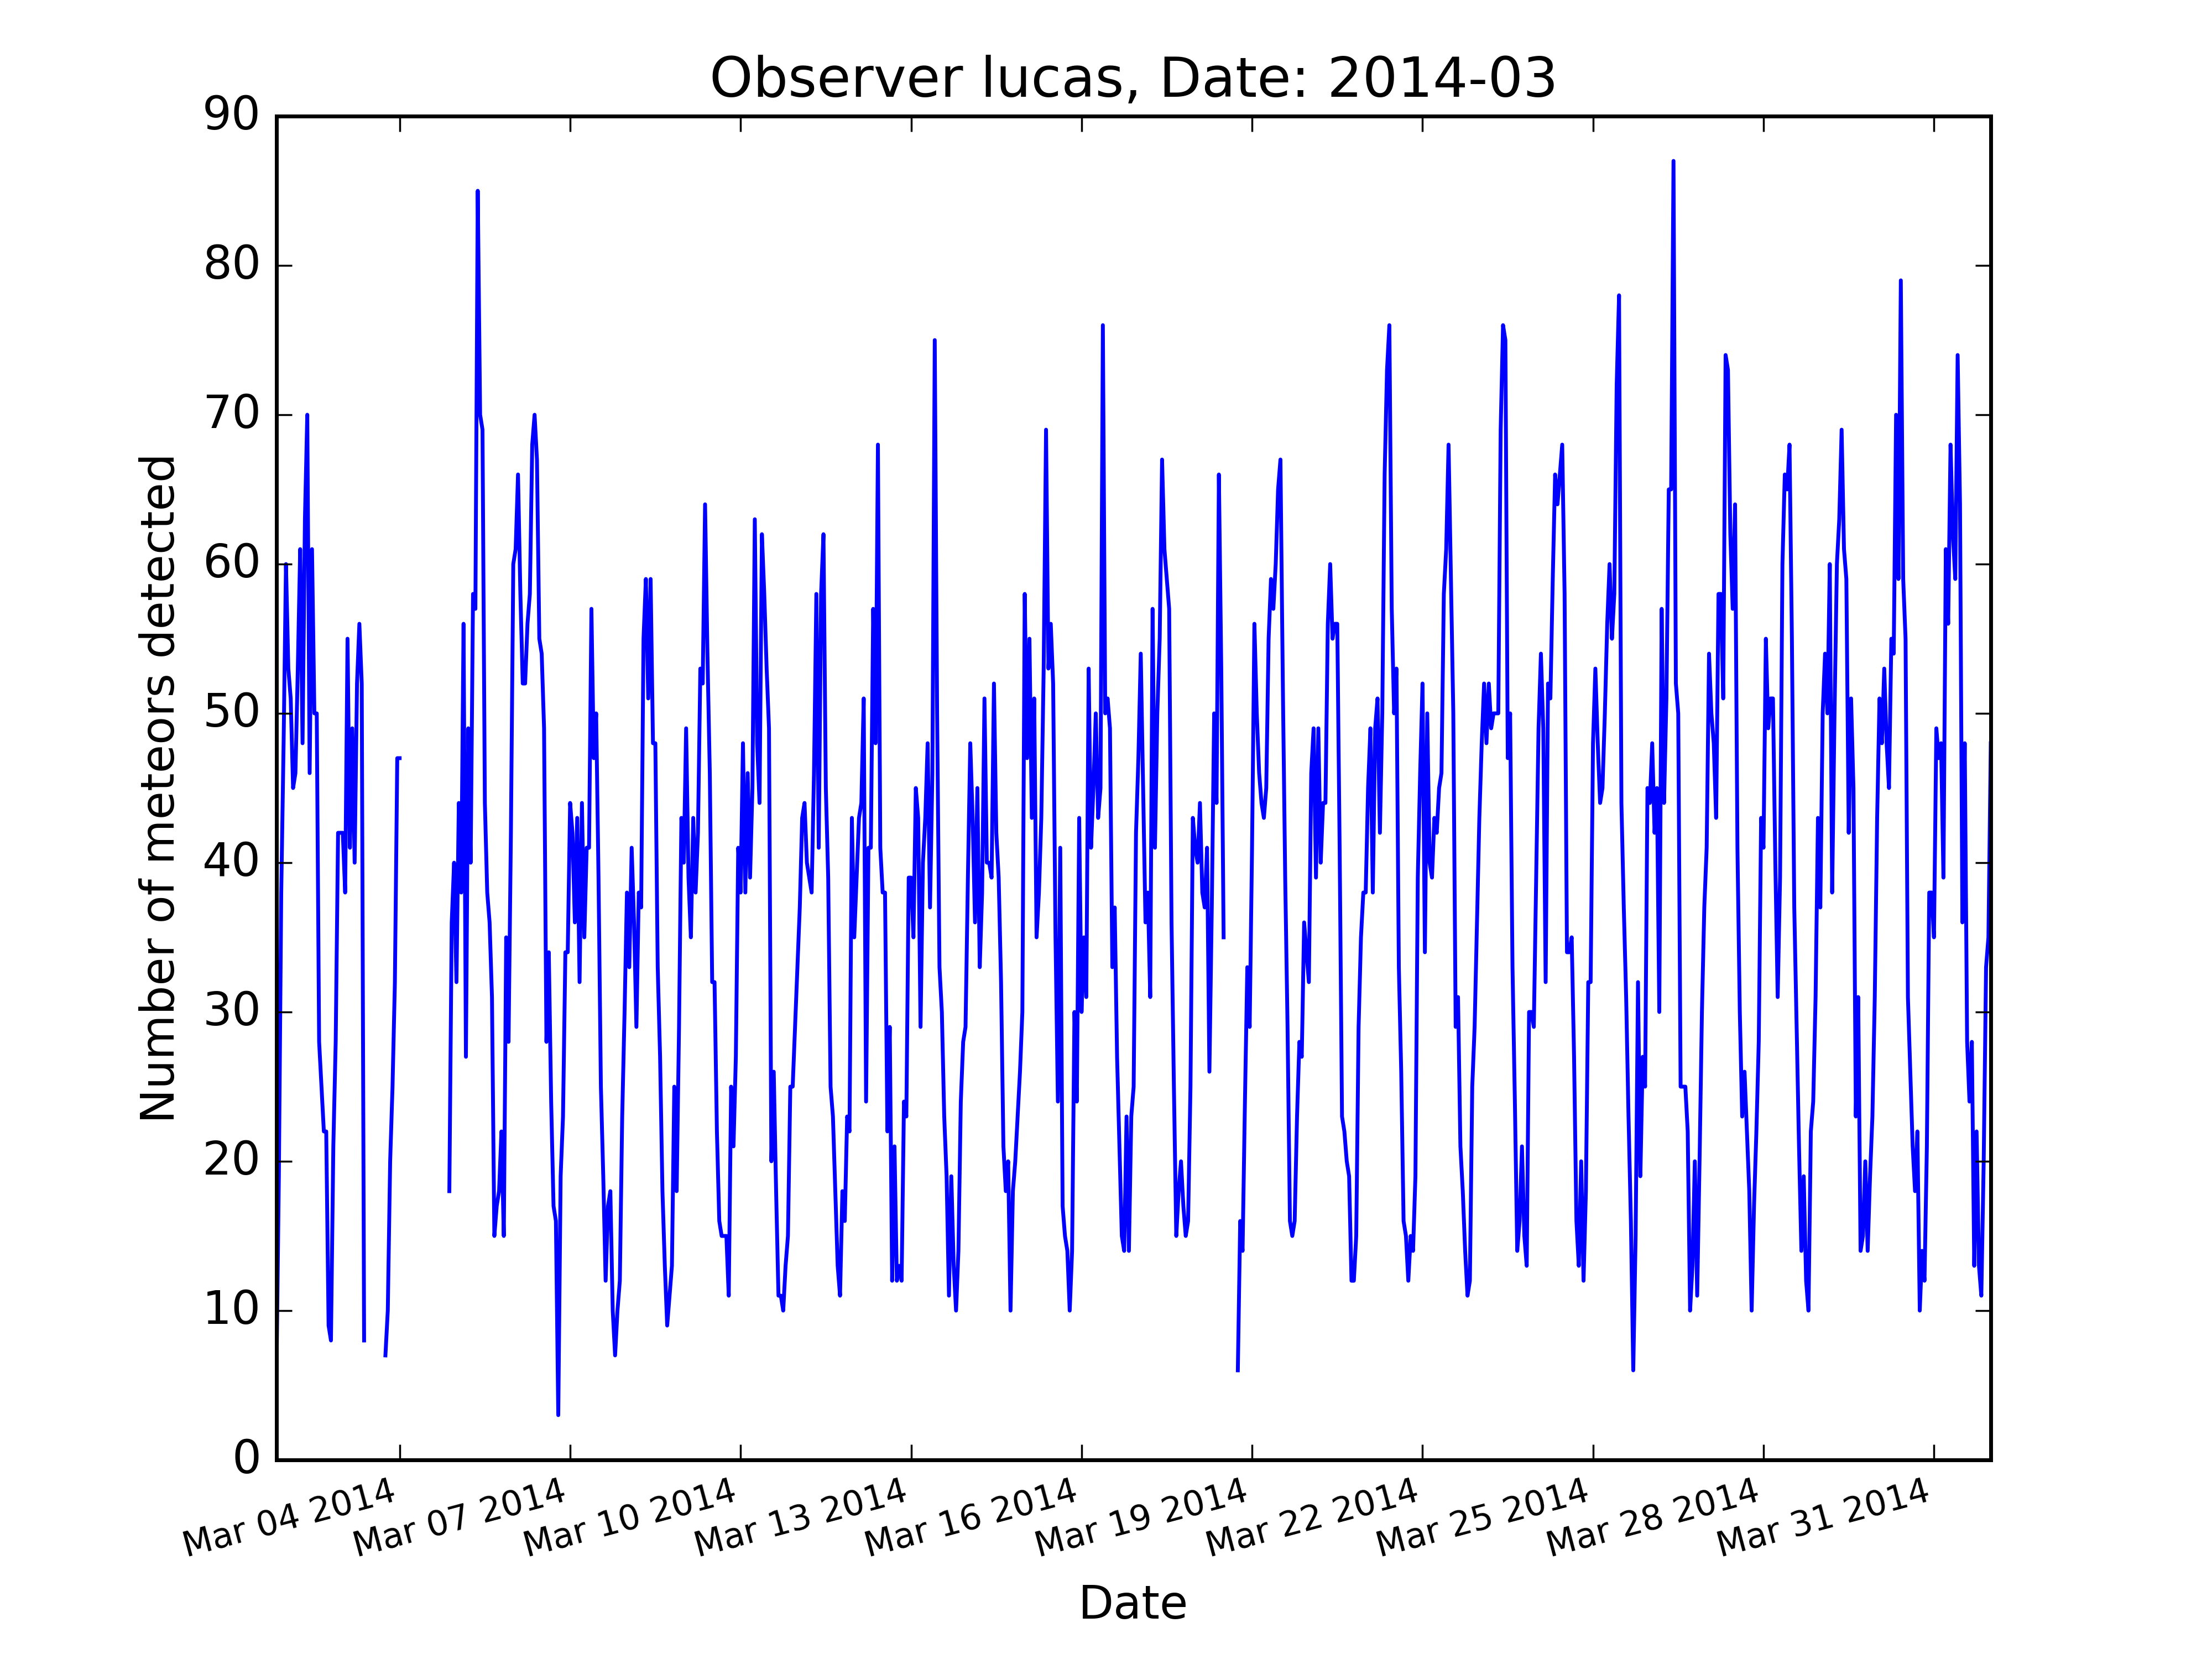 Observer lucas, Date: 2014-03
90
80
70
60
50
40
30
20
10
0
Number of meteors detected
Mar 04 2014
Mar 07 2014
Mar 10 2014
Mar 13 2014
Mar 16 2014
Mar 19 2014
Mar 22 2014
Mar 25 2014
Mar 28 2014
Mar 31 2014
Date